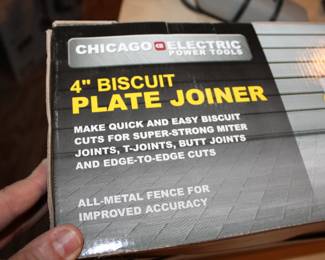 CHICAGO CE ELECTRIC
POWER TOOLS
4" BISCUIT
PLATE JOINER
MAKE QUICK AND EASY BISCUIT
CUTS FOR SUPER-STRONG MITER
JOINTS, T-JOINTS, BUTT JOINTS
AND EDGE-TO-EDGE CUTS
ALL-METAL FENCE FOR
IMPROVED ACCURACY